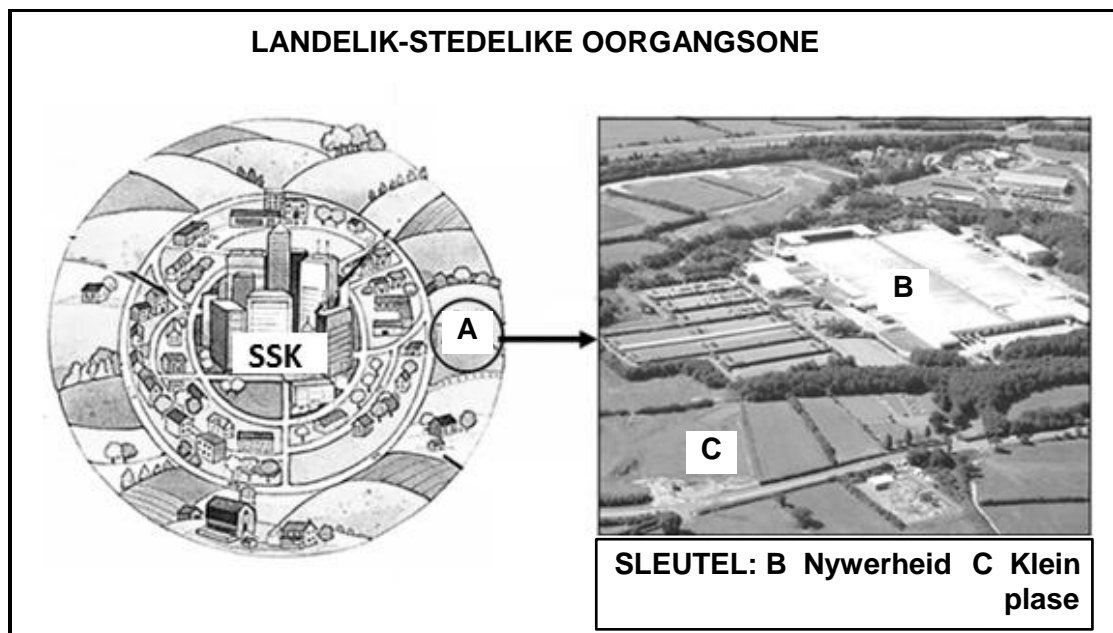 LANDELIK-STEDELIKE OORGANGSONE
SSK
A
B
C
SLEUTEL: B Nywerheid C Klein
plase